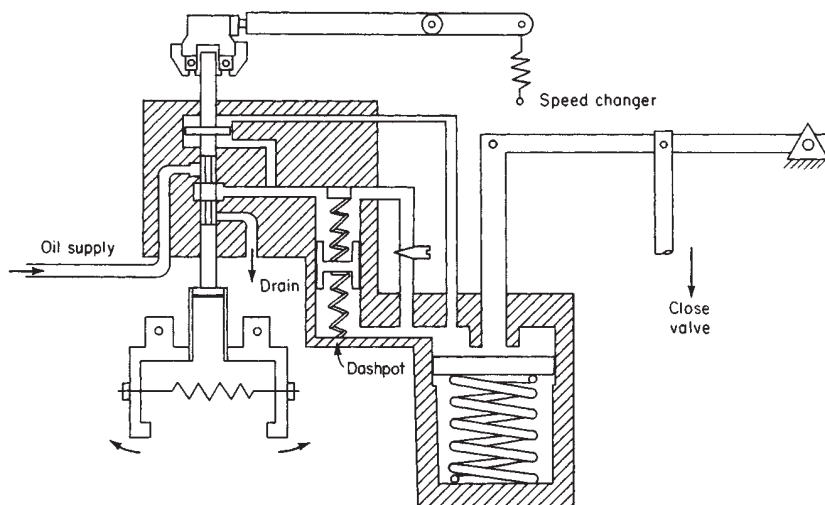 Speed changer
Oil supply
Drain
Close
valve
Dashpot